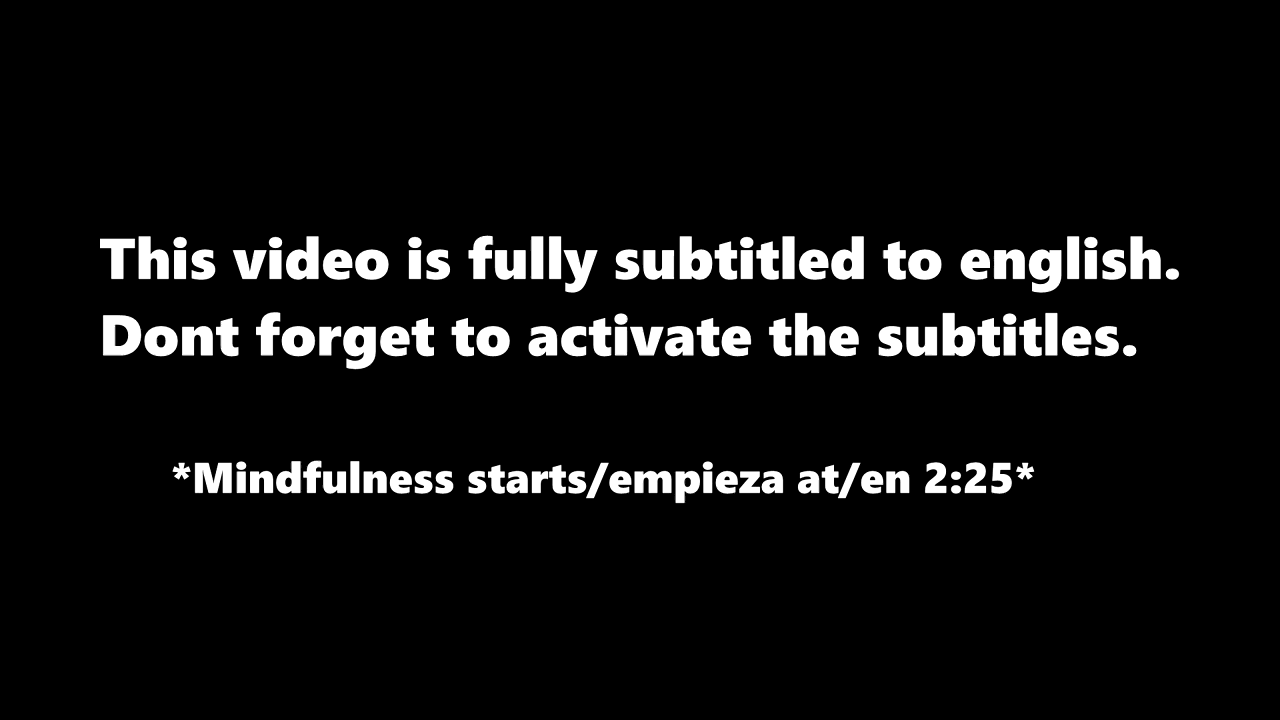 This video is fully subtitled to english.
Dont forget to activate the subtitles.
*Mindfulness starts/empieza at/en 2:25*